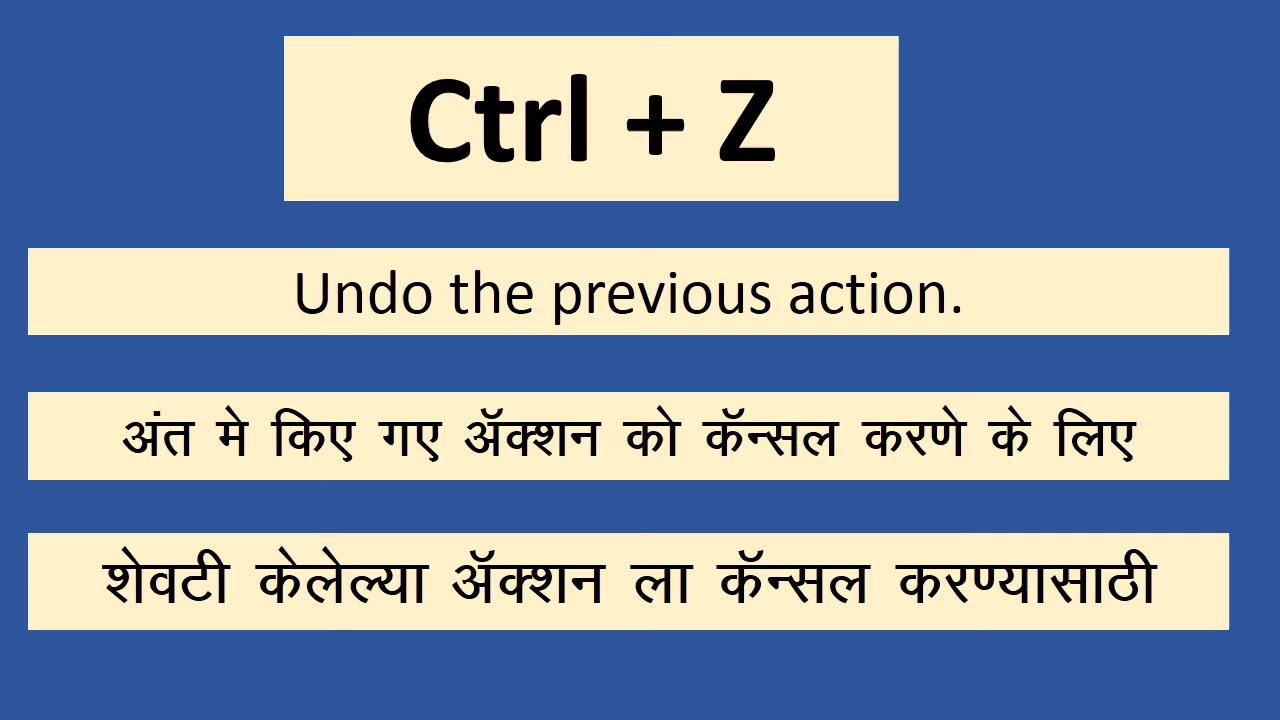 Ctrl + Z
Undo the previous action.
अंत मे किए गए ॲक्शन को कॅन्सल करणे के लिए
शेवटी केलेल्या ॲक्शन ला कॅन्सल करण्यासाठी